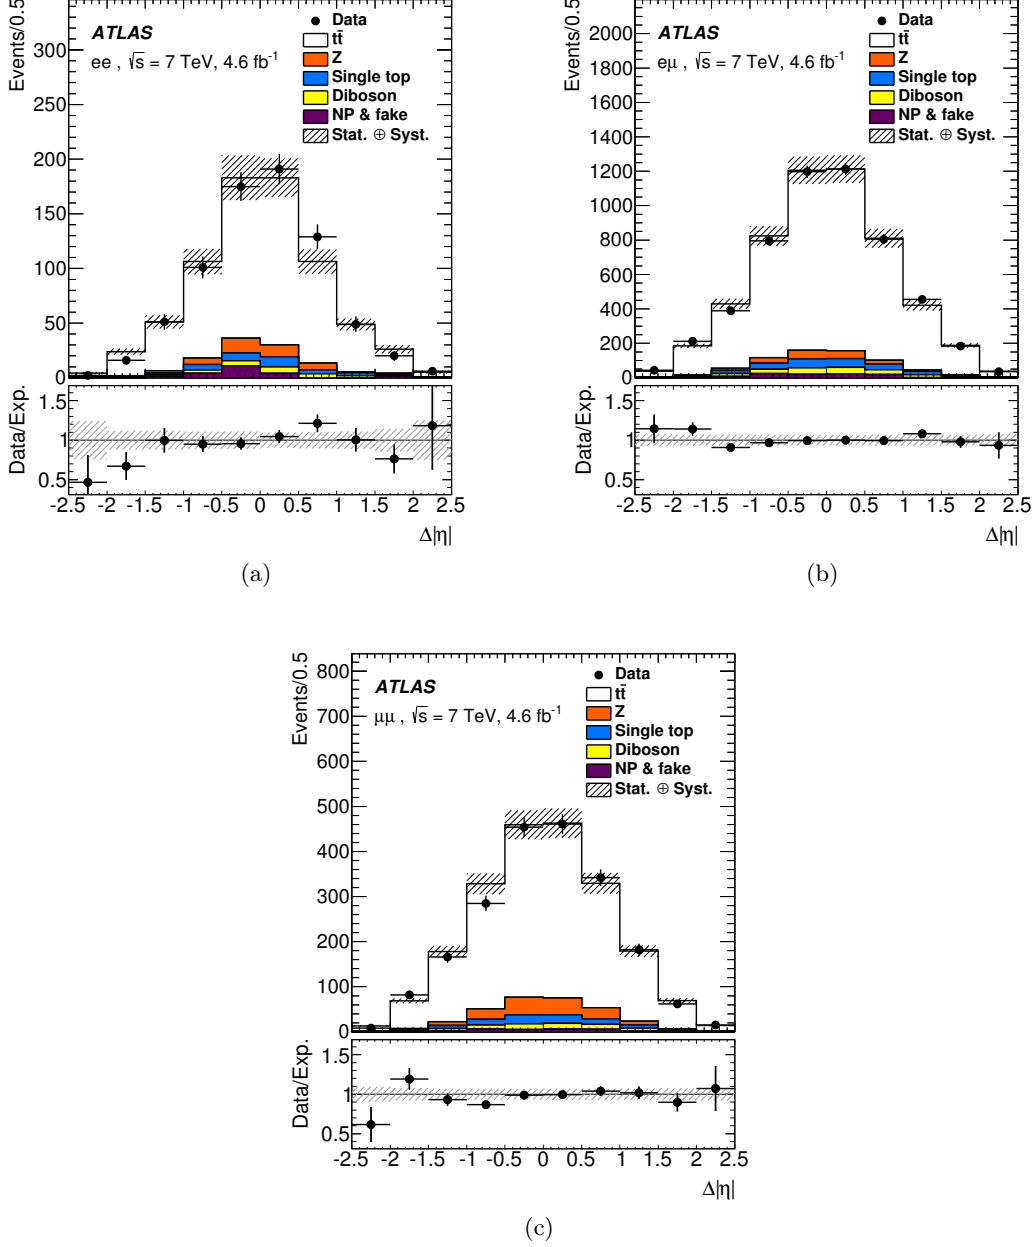 Events/0.5
300
250
200
150
100
50
0
ATLAS
ee , √s = 7 TeV, 4.6 fb⁻¹
Data
tt̄
Z
Single top
Diboson
NP & fake
Stat. ⊕ Syst.
Data/Exp.
1.5
1
0.5
-2.5 -2 -1.5 -1 -0.5 0 0.5 1 1.5 2 2.5
Δ|η|
(a)
Events/0.5
2000
1800
1600
1400
1200
1000
800
600
400
200
0
ATLAS
eμ , √s = 7 TeV, 4.6 fb⁻¹
Data
tt̄
Z
Single top
Diboson
NP & fake
Stat. ⊕ Syst.
Data/Exp.
1.5
1
0.5
-2.5 -2 -1.5 -1 -0.5 0 0.5 1 1.5 2 2.5
Δ|η|
(b)
Events/0.5
800
700
600
500
400
300
200
100
0
ATLAS
μμ , √s = 7 TeV, 4.6 fb⁻¹
Data
tt̄
Z
Single top
Diboson
NP & fake
Stat. ⊕ Syst.
Data/Exp.
1.5
1
0.5
-2.5 -2 -1.5 -1 -0.5 0 0.5 1 1.5 2 2.5
Δ|η|
(c)